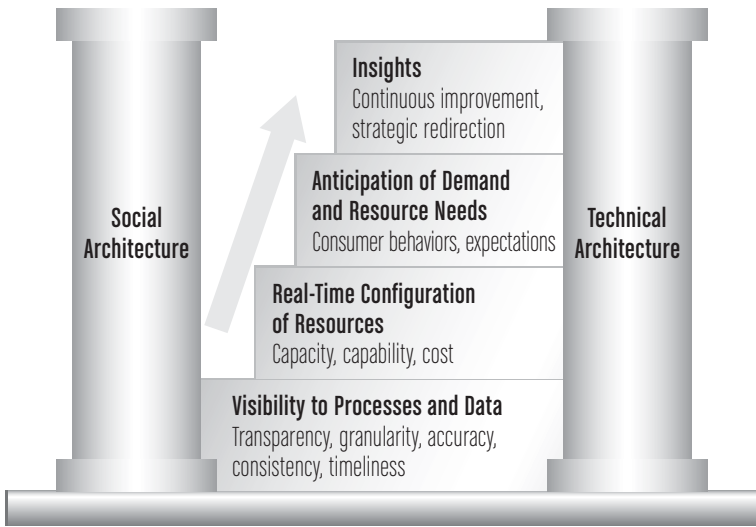 Insights
Continuous improvement,
strategic redirection
Anticipation of Demand
and Resource Needs
Consumer behaviors, expectations
Social
Architecture
Technical
Architecture
Real-Time Configuration
of Resources
Capacity, capability, cost
Visibility to Processes and Data
Transparency, granularity, accuracy,
consistency, timeliness